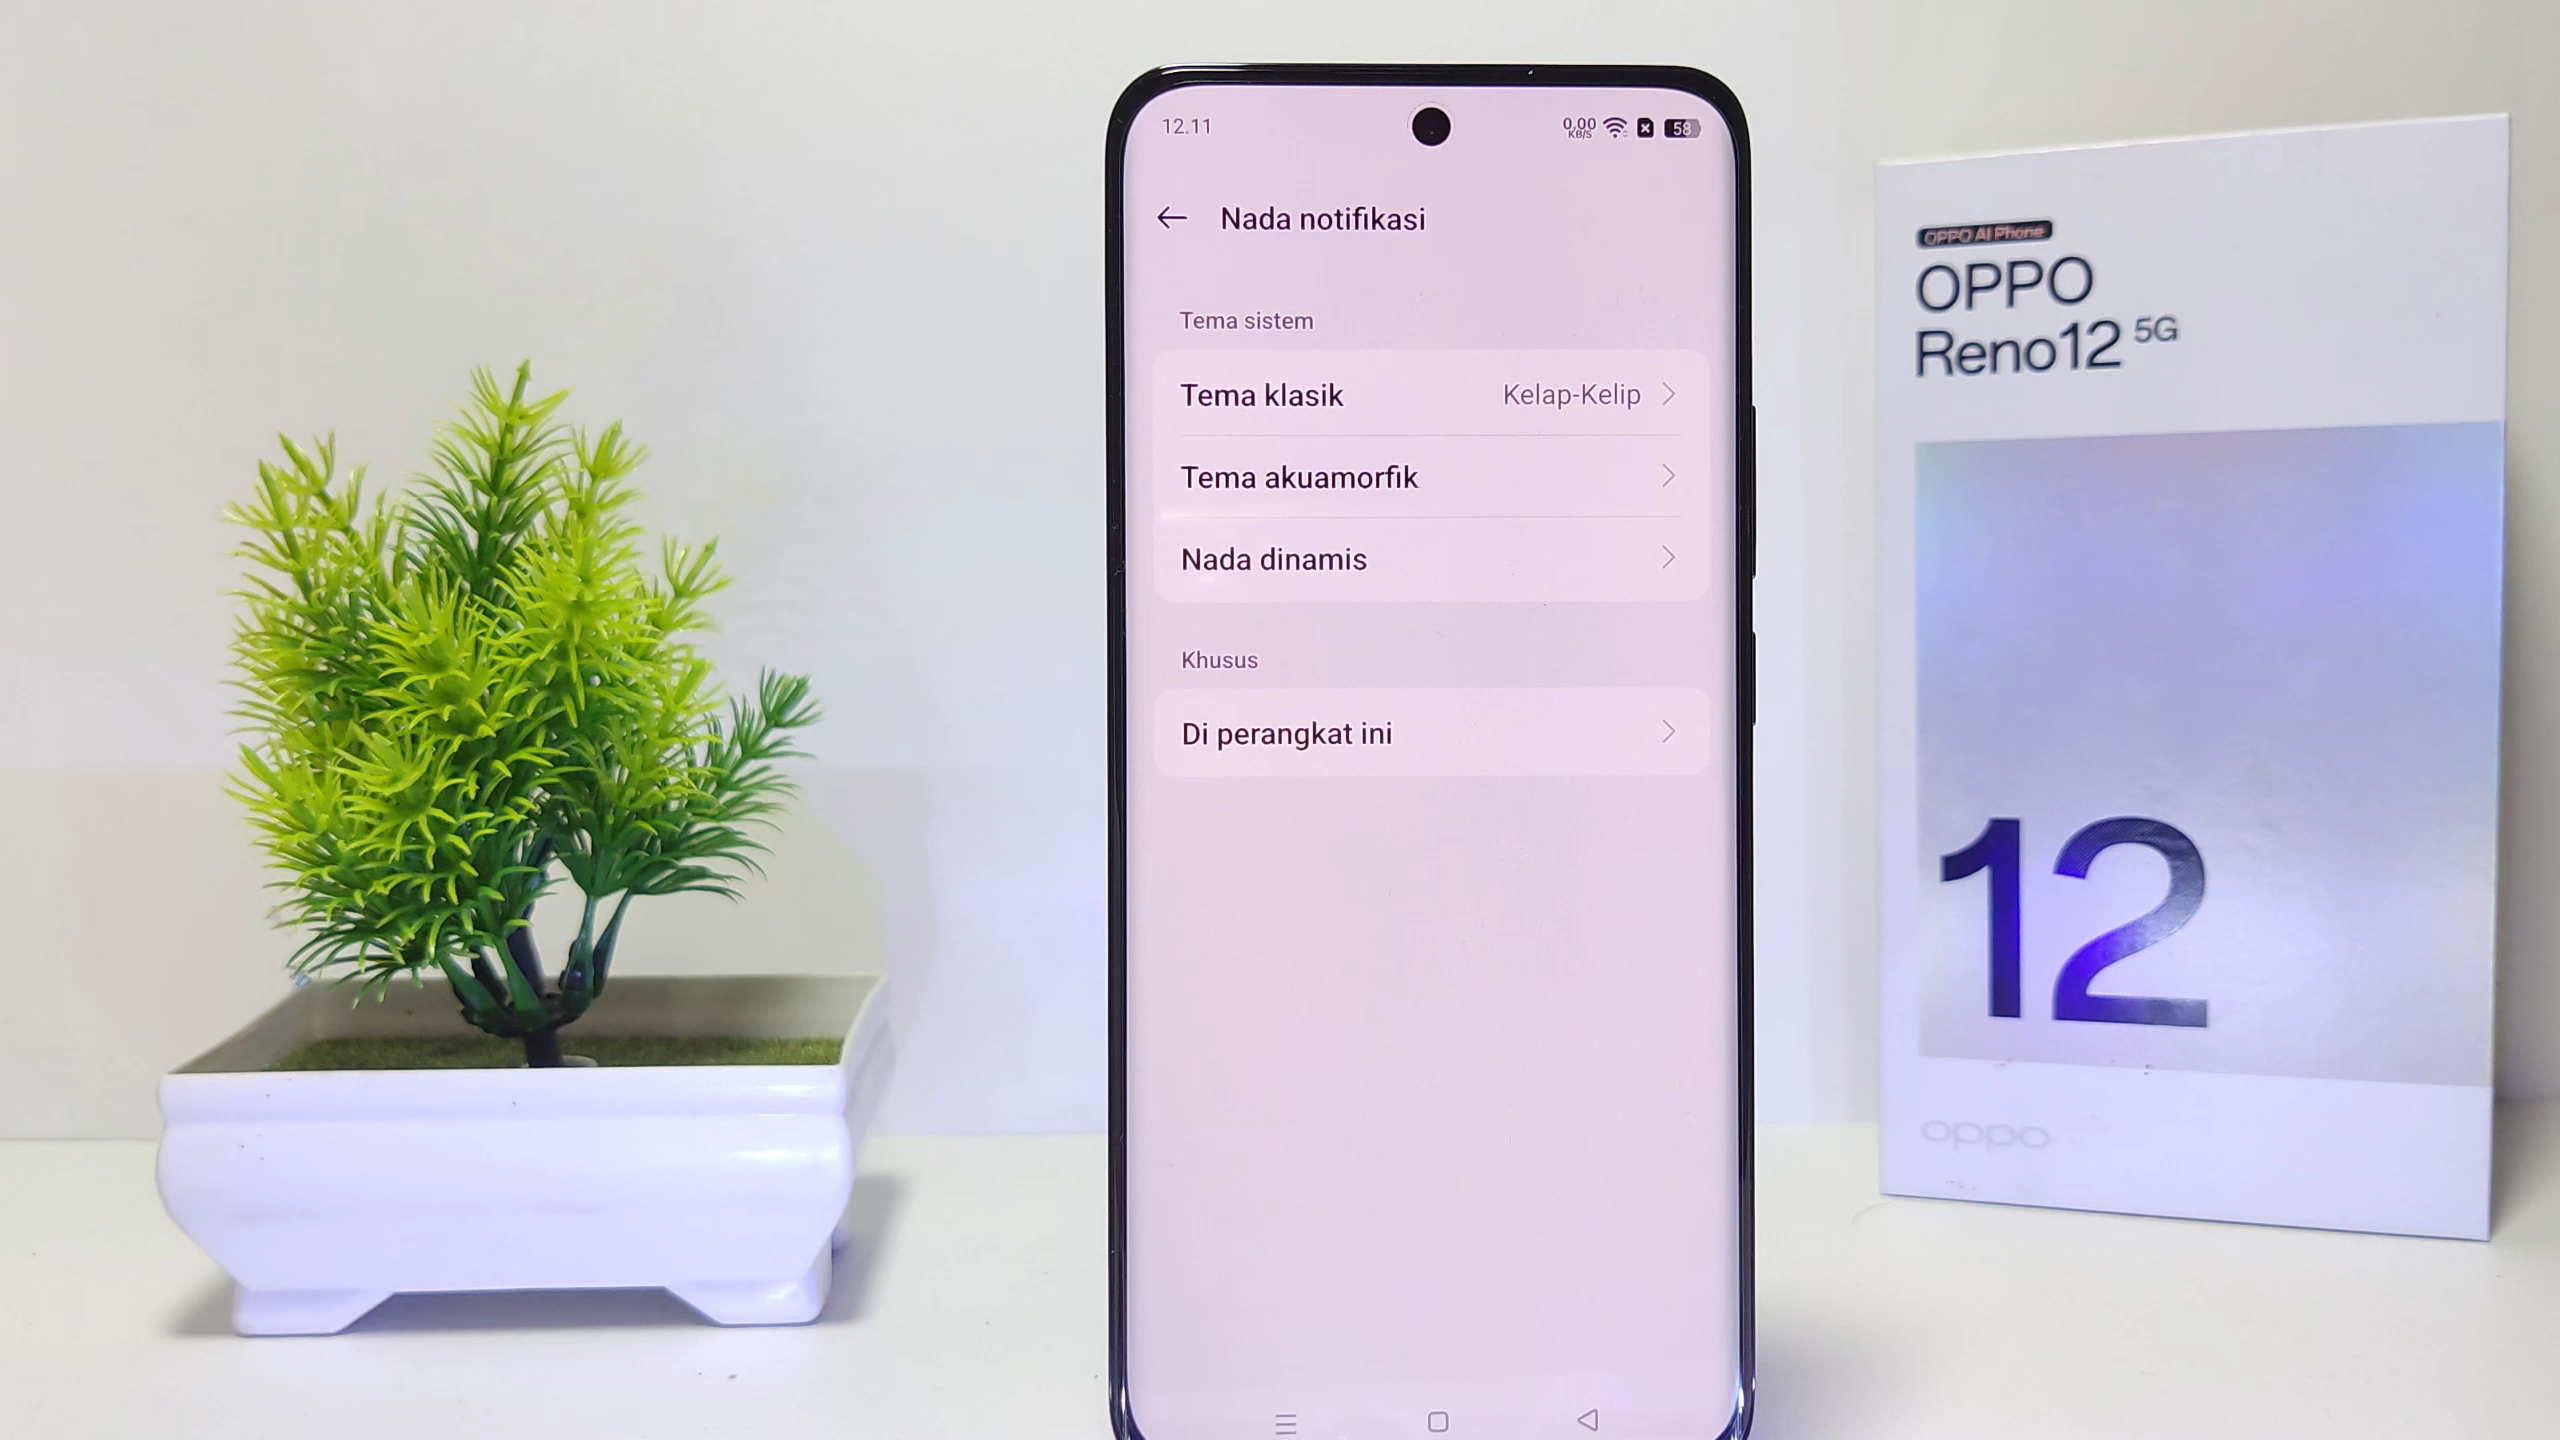 12.11
0,00
KB/S
58
Nada notifikasi
Tema sistem
Tema klasik Kelap-Kelip
Tema akuamorfik
Nada dinamis
Khusus
Di perangkat ini
OPPO AI Phone
OPPO
Reno12 5G
12
oppo